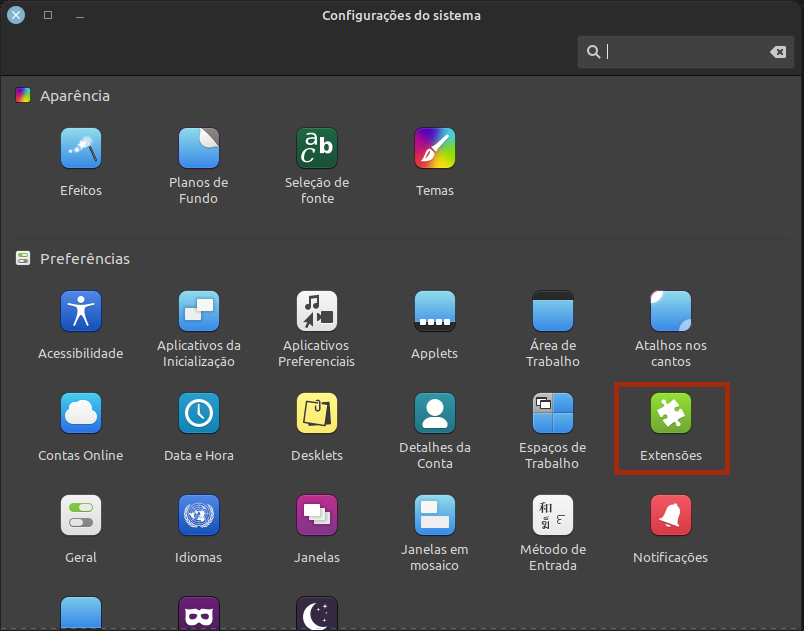 Configurações do sistema
Aparência
Efeitos
Planos de
Fundo
Seleção de
fonte
Temas
Preferências
Acessibilidade
Aplicativos da
Inicialização
Aplicativos
Preferenciais
Applets
Área de
Trabalho
Atalhos nos
cantos
Contas Online
Data e Hora
Desklets
Detalhes da
Conta
Espaços de
Trabalho
Extensões
Geral
Idiomas
Janelas
Janelas em
mosaico
Método de
Entrada
Notificações